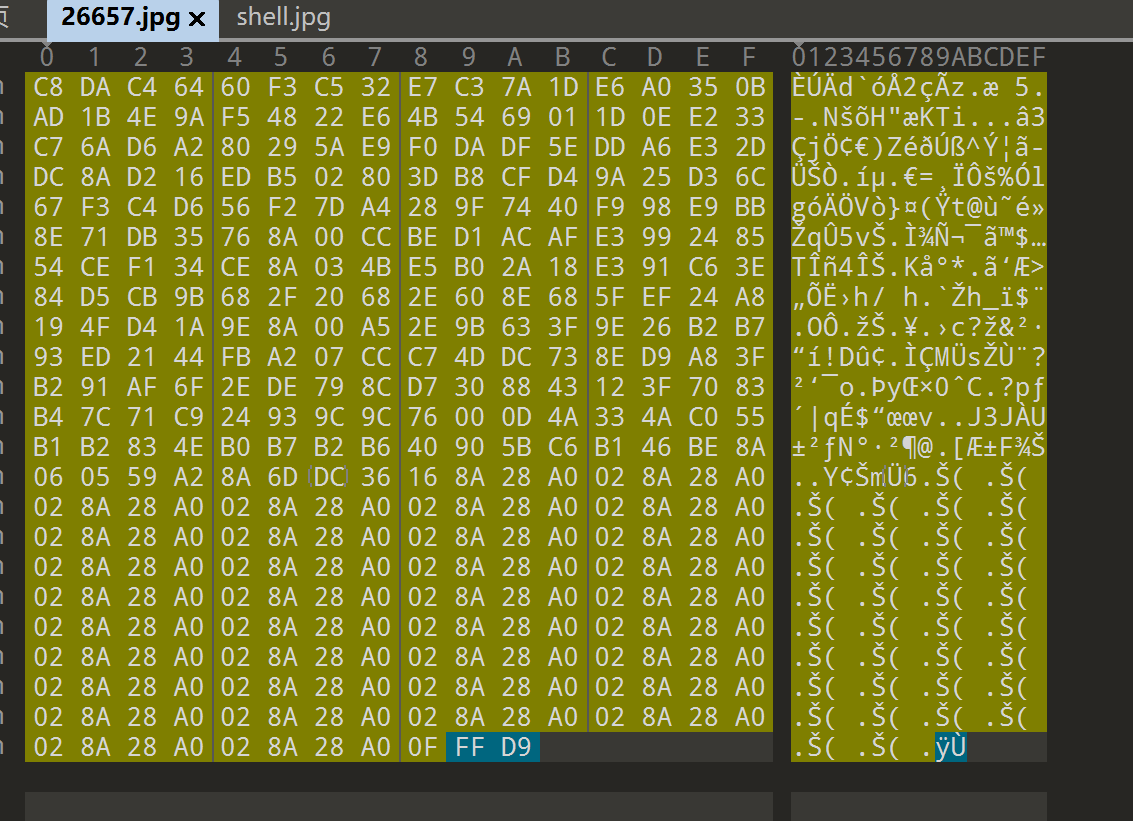 页 26657.jpg × shell.jpg
0 1 2 3 4 5 6 7 8 9 A B C D E F 0123456789ABCDEF
C8 DA C4 64 60 F3 C5 32 E7 C3 7A 1D E6 A0 35 0B ÈÚÄd`óÅ2çÃz.æ 5.
AD 1B 4E 9A F5 48 22 E6 4B 54 69 01 1D 0E E2 33 -.NšõH"æKTi...â3
C7 6A D6 A2 80 29 5A E9 F0 DA DF 5E DD A6 E3 2D ÇjÖ¢€)ZéðÚß^Ý¦ã-
DC 8A D2 16 ED B5 02 80 3D B8 CF D4 9A 25 D3 6C ÜŠÒ.íµ.€=¸ÏÔš%Ól
67 F3 C4 D6 56 F2 7D A4 28 9F 74 40 F9 98 E9 BB góÄÖVò}¤(Ÿt@ù˜é»
8E 71 DB 35 76 8A 00 CC BE D1 AC AF E3 99 24 85 ŽqÛ5vŠ.Ì¾Ñ¬¯ã™$…
54 CE F1 34 CE 8A 03 4B E5 B0 2A 18 E3 91 C6 3E TÎñ4ÎŠ.Kå°*.ã‘Æ>
84 D5 CB 9B 68 2F 20 68 2E 60 8E 68 5F EF 24 A8 „ÕË›h/ h.`Žh_ï$¨
19 4F D4 1A 9E 8A 00 A5 2E 9B 63 3F 9E 26 B2 B7 .OÔ.žŠ.¥.›c?ž&²·
93 ED 21 44 FB A2 07 CC C7 4D DC 73 8E D9 A8 3F “í!Dû¢.ÌÇMÜsŽÙ¨?
B2 91 AF 6F 2E DE 79 8C D7 30 88 43 12 3F 70 83 ²‘¯o.ÞyŒ×0ˆC.?pƒ
B4 7C 71 C9 24 93 9C 9C 76 00 0D 4A 33 4A C0 55 ´|qÉ$“œœv..J3JÀU
B1 B2 83 4E B0 B7 B2 B6 40 90 5B C6 B1 46 BE 8A ±²ƒN°·²¶@.[Æ±F¾Š
06 05 59 A2 8A 6D DC 36 16 8A 28 A0 02 8A 28 A0 ..Y¢ŠmÜ6.Š( .Š(
02 8A 28 A0 02 8A 28 A0 02 8A 28 A0 02 8A 28 A0 .Š( .Š( .Š( .Š(
02 8A 28 A0 02 8A 28 A0 02 8A 28 A0 02 8A 28 A0 .Š( .Š( .Š( .Š(
02 8A 28 A0 02 8A 28 A0 02 8A 28 A0 02 8A 28 A0 .Š( .Š( .Š( .Š(
02 8A 28 A0 02 8A 28 A0 02 8A 28 A0 02 8A 28 A0 .Š( .Š( .Š( .Š(
02 8A 28 A0 02 8A 28 A0 02 8A 28 A0 02 8A 28 A0 .Š( .Š( .Š( .Š(
02 8A 28 A0 02 8A 28 A0 02 8A 28 A0 02 8A 28 A0 .Š( .Š( .Š( .Š(
02 8A 28 A0 02 8A 28 A0 02 8A 28 A0 02 8A 28 A0 .Š( .Š( .Š( .Š(
02 8A 28 A0 02 8A 28 A0 02 8A 28 A0 02 8A 28 A0 .Š( .Š( .Š( .Š(
02 8A 28 A0 02 8A 28 A0 0F FF D9 .Š( .Š( .ÿÙ